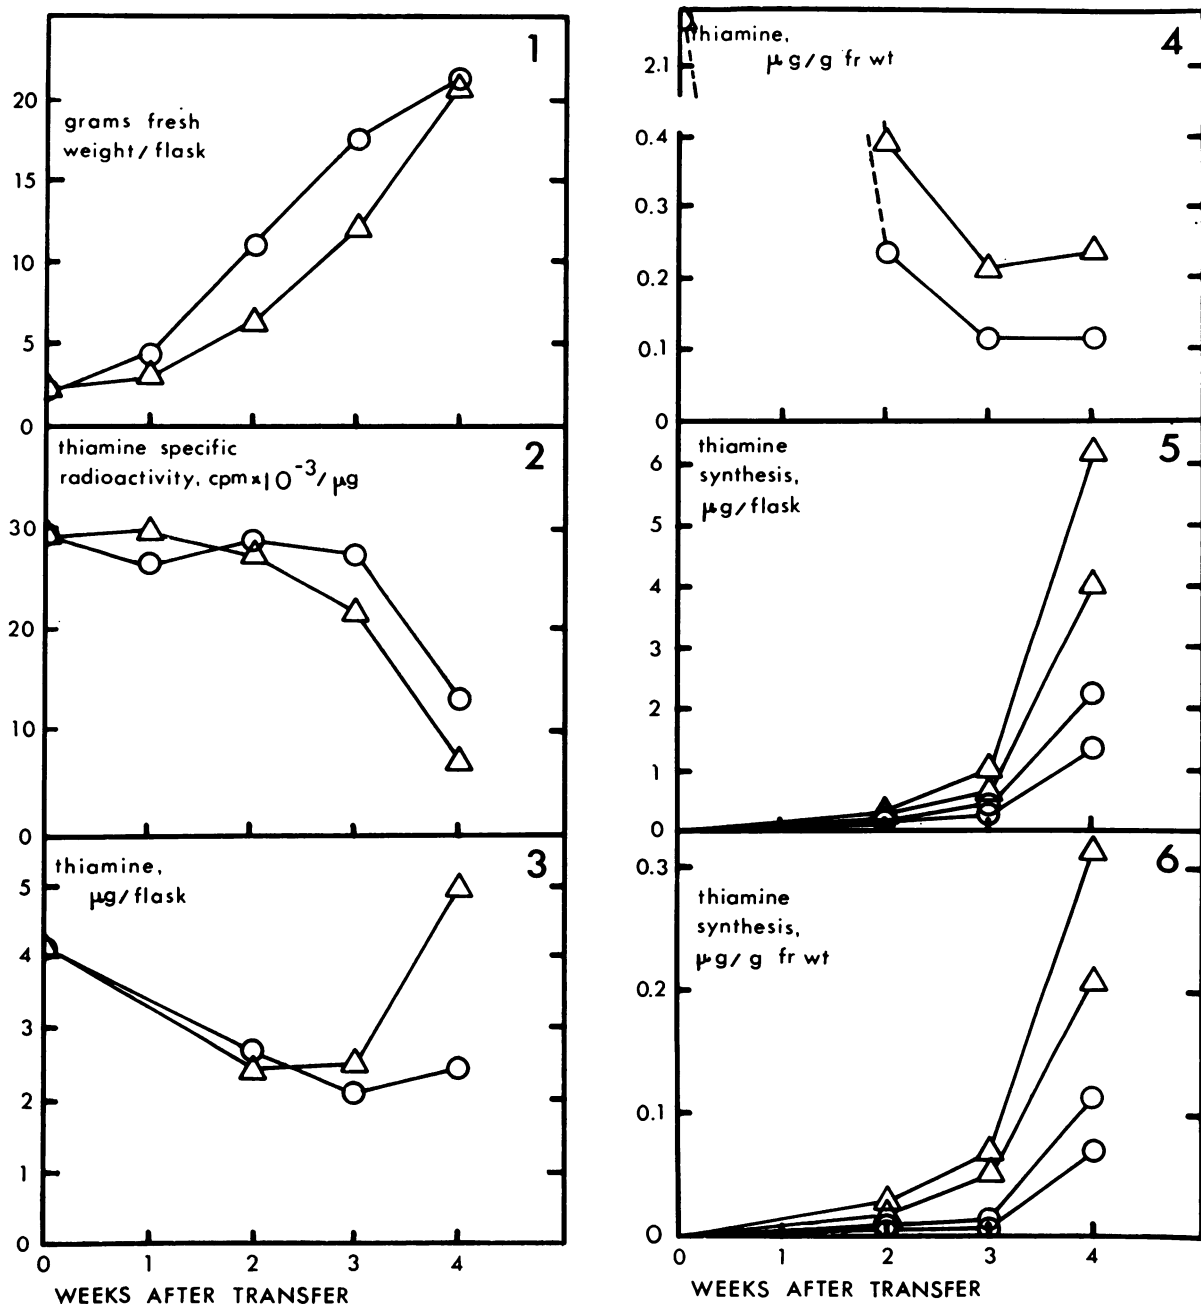 1
grams fresh
weight/flask
20
15
10
5
0
2
thiamine specific
radioactivity, cpm×10⁻³/μg
30
20
10
0
3
thiamine,
μg/flask
5
4
3
2
1
0
0 1 2 3 4
WEEKS AFTER TRANSFER
4
thiamine,
μg/g fr wt
2.1
0.4
0.3
0.2
0.1
0
5
thiamine
synthesis,
μg/flask
6
5
4
3
2
1
0
6
thiamine
synthesis,
μg/g fr wt
0.3
0.2
0.1
0
0 1 2 3 4
WEEKS AFTER TRANSFER